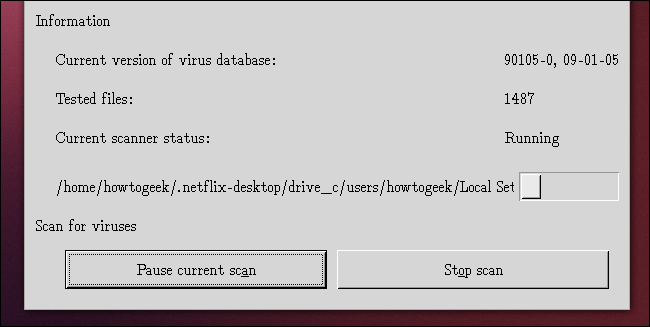 Information
Current version of virus database: 90105-0, 09-01-05
Tested files: 1487
Current scanner status: Running
/home/howtogeek/.netflix-desktop/drive_c/users/howtogeek/Local Set
Scan for viruses
Pause current scan Stop scan